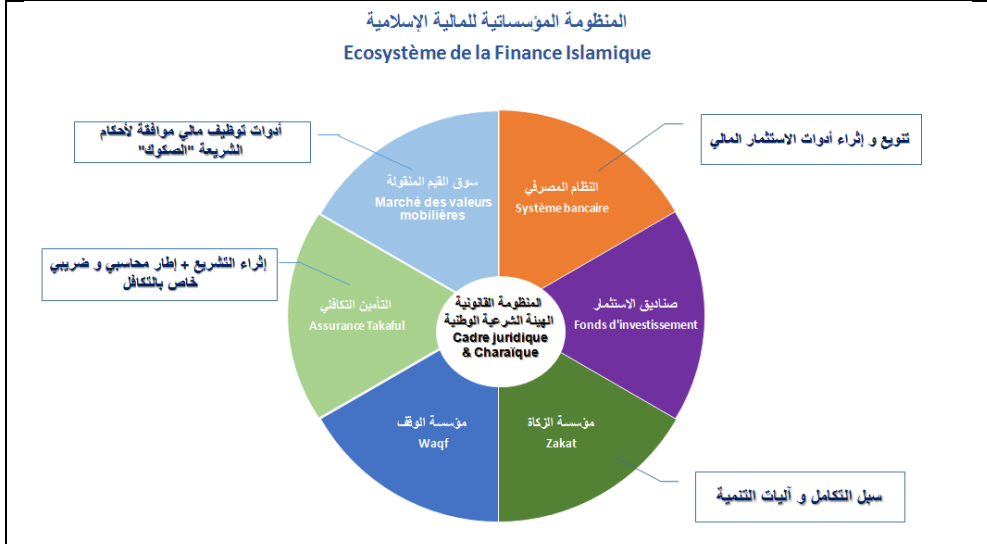 المنظومة المؤسساتية للمالية الإسلامية
Ecosystème de la Finance Islamique
أدوات توظيف مالي موافقة لأحكام
الشريعة "الصكوك"
تنويع و إثراء أدوات الاستثمار المالي
سوق القيم المنقولة
Marché des valeurs
mobilières
النظام المصرفي
Système bancaire
إثراء التشريع + إطار محاسبي و ضريبي
خاص بالتكافل
التأمين التكافلي
Assurance Takaful
المنظومة القانونية
الهيئة الشرعية الوطنية
Cadre juridique
& Charaïque
صناديق الاستثمار
Fonds d'investissement
مؤسسة الوقف
Waqf
مؤسسة الزكاة
Zakat
سبل التكامل و آليات التنمية